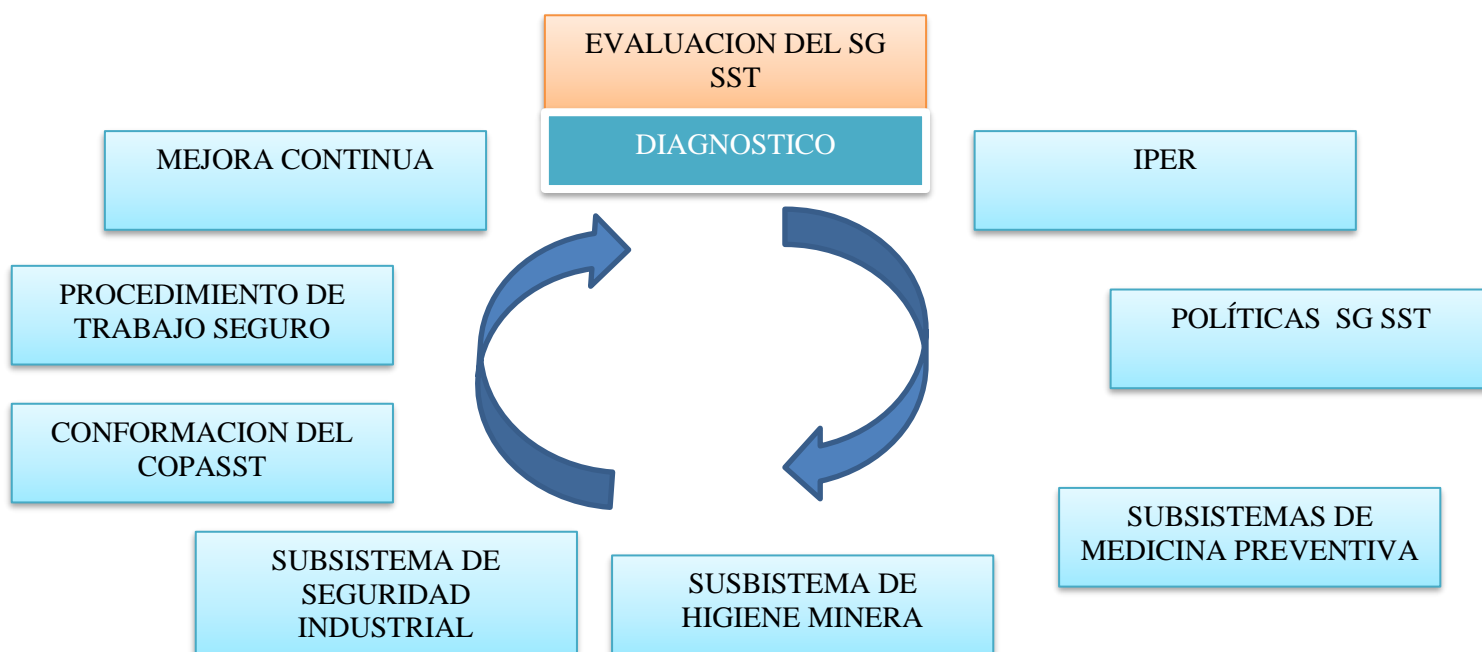 EVALUACION DEL SG
SST
DIAGNOSTICO
IPER
POLÍTICAS SG SST
SUBSISTEMAS DE
MEDICINA PREVENTIVA
SUSBISTEMA DE
HIGIENE MINERA
SUBSISTEMA DE
SEGURIDAD
INDUSTRIAL
CONFORMACION DEL
COPASST
PROCEDIMIENTO DE
TRABAJO SEGURO
MEJORA CONTINUA